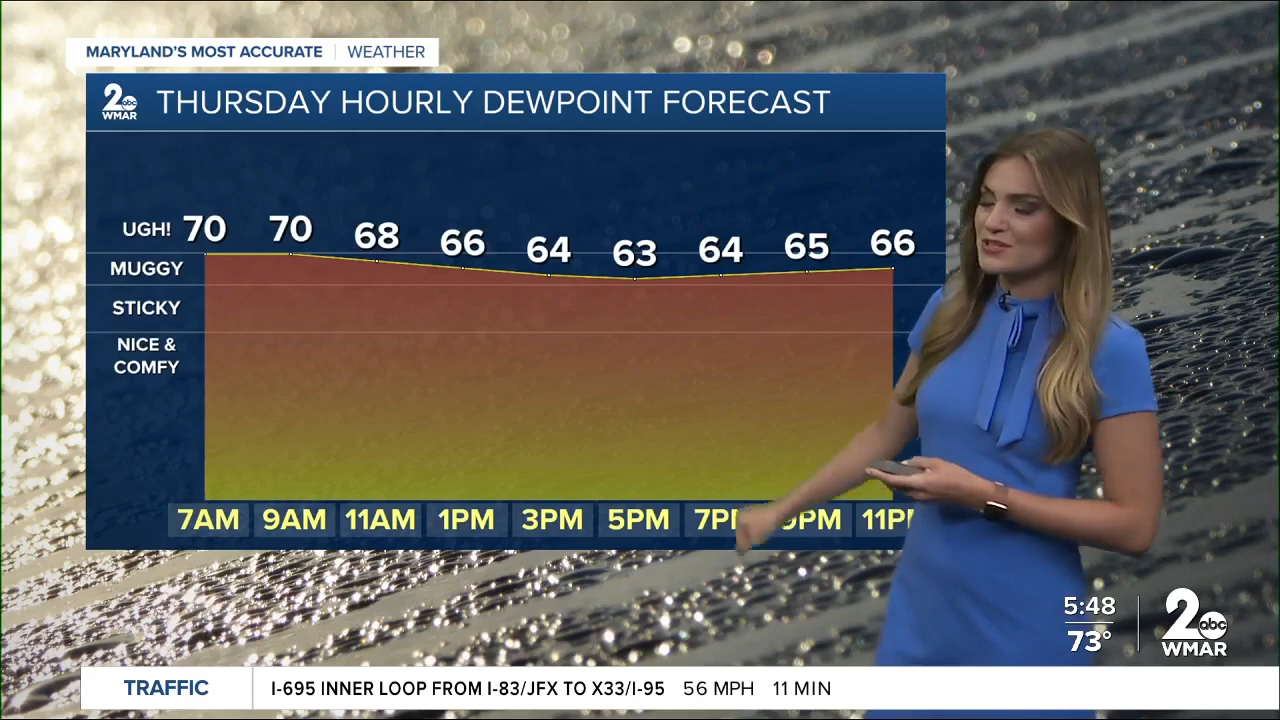 MARYLAND'S MOST ACCURATE | WEATHER
2 abc WMAR THURSDAY HOURLY DEWPOINT FORECAST
UGH! 70 70 68 66 64 63 64 65 66
MUGGY
STICKY
NICE &
COMFY
7AM 9AM 11AM 1PM 3PM 5PM 11P
5:48
73°
2 abc
WMAR
TRAFFIC I-695 INNER LOOP FROM I-83/JFX TO X33/I-95 56 MPH 11 MIN